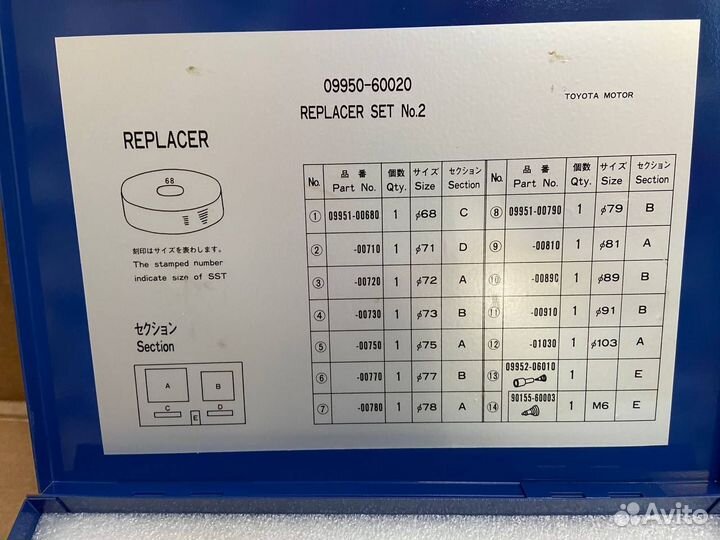 09950-60020
REPLACER SET No.2
TOYOTA MOTOR
REPLACER
68
刻印はサイズを表わします。
The stamped number
indicate size of SST
セクション
Section
A
B
C
D
E
No. 品番 Part No. 個数 Qty. サイズ Size セクション Section
① 09951-00680 1 φ68 C
② -00710 1 φ71 D
③ -00720 1 φ72 A
④ -00730 1 φ73 B
⑤ -00750 1 φ75 A
⑥ -00770 1 φ77 B
⑦ -00780 1 φ78 A
No. 品番 Part No. 個数 Qty. サイズ Size セクション Section
⑧ 09951-00790 1 φ79 B
⑨ -00810 1 φ81 A
⑩ -00890 1 φ89 B
⑪ -00910 1 φ91 B
⑫ -01030 1 φ103 A
⑬ 09952-06010 1 E
⑭ 90155-60003 1 M6 E
Avito